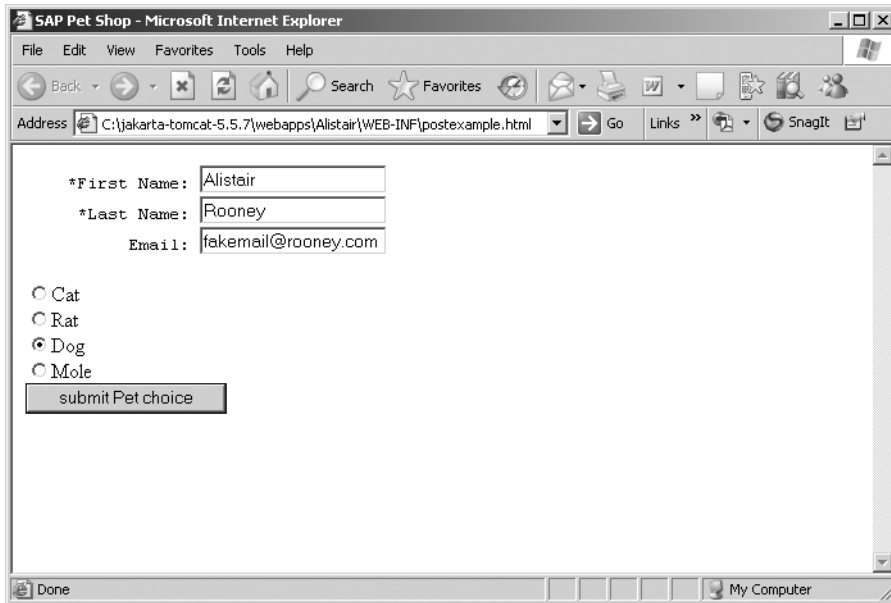 SAP Pet Shop - Microsoft Internet Explorer
File Edit View Favorites Tools Help
Back Search Favorites W
Address C:\jakarta-tomcat-5.5.7\webapps\Alistair\WEB-INF\postexample.html Go Links » SnagIt
*First Name: Alistair
*Last Name: Rooney
Email: fakemail@rooney.com
Cat
Rat
Dog
Mole
submit Pet choice
Done My Computer